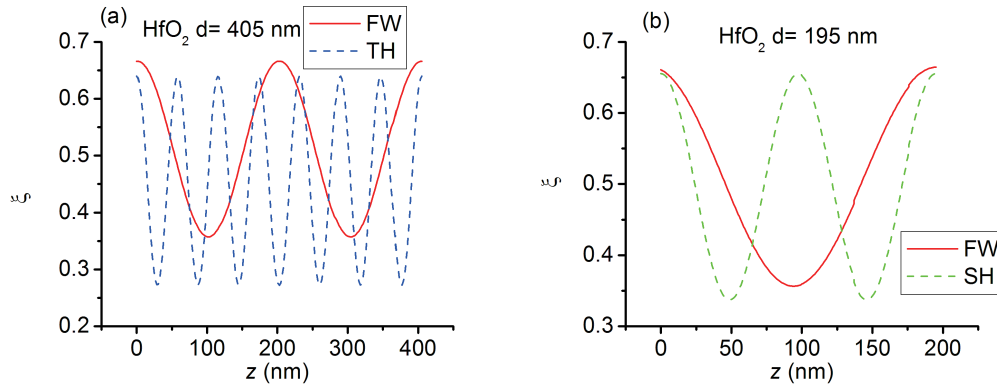 (a)
HfO2 d= 405 nm
FW
TH
0.7
0.6
0.5
0.4
0.3
0.2
ξ
0 100 200 300 400
z (nm)
(b)
HfO2 d= 195 nm
0.7
0.6
0.5
0.4
0.3
ξ
FW
SH
0 50 100 150 200
z (nm)